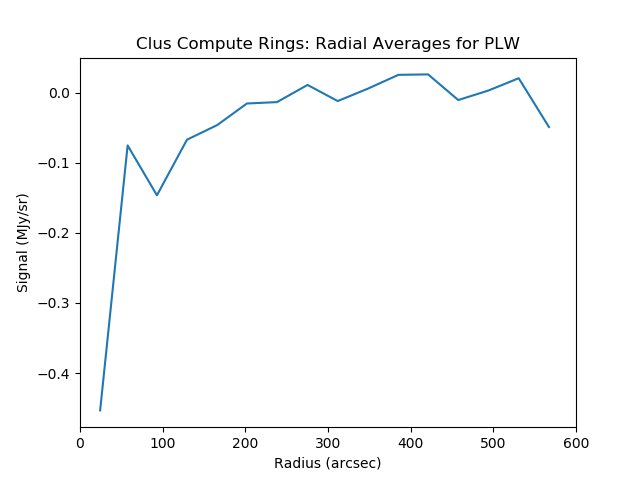 Clus Compute Rings: Radial Averages for PLW
0.0
−0.1
−0.2
−0.3
−0.4
Signal (MJy/sr)
0 100 200 300 400 500 600
Radius (arcsec)